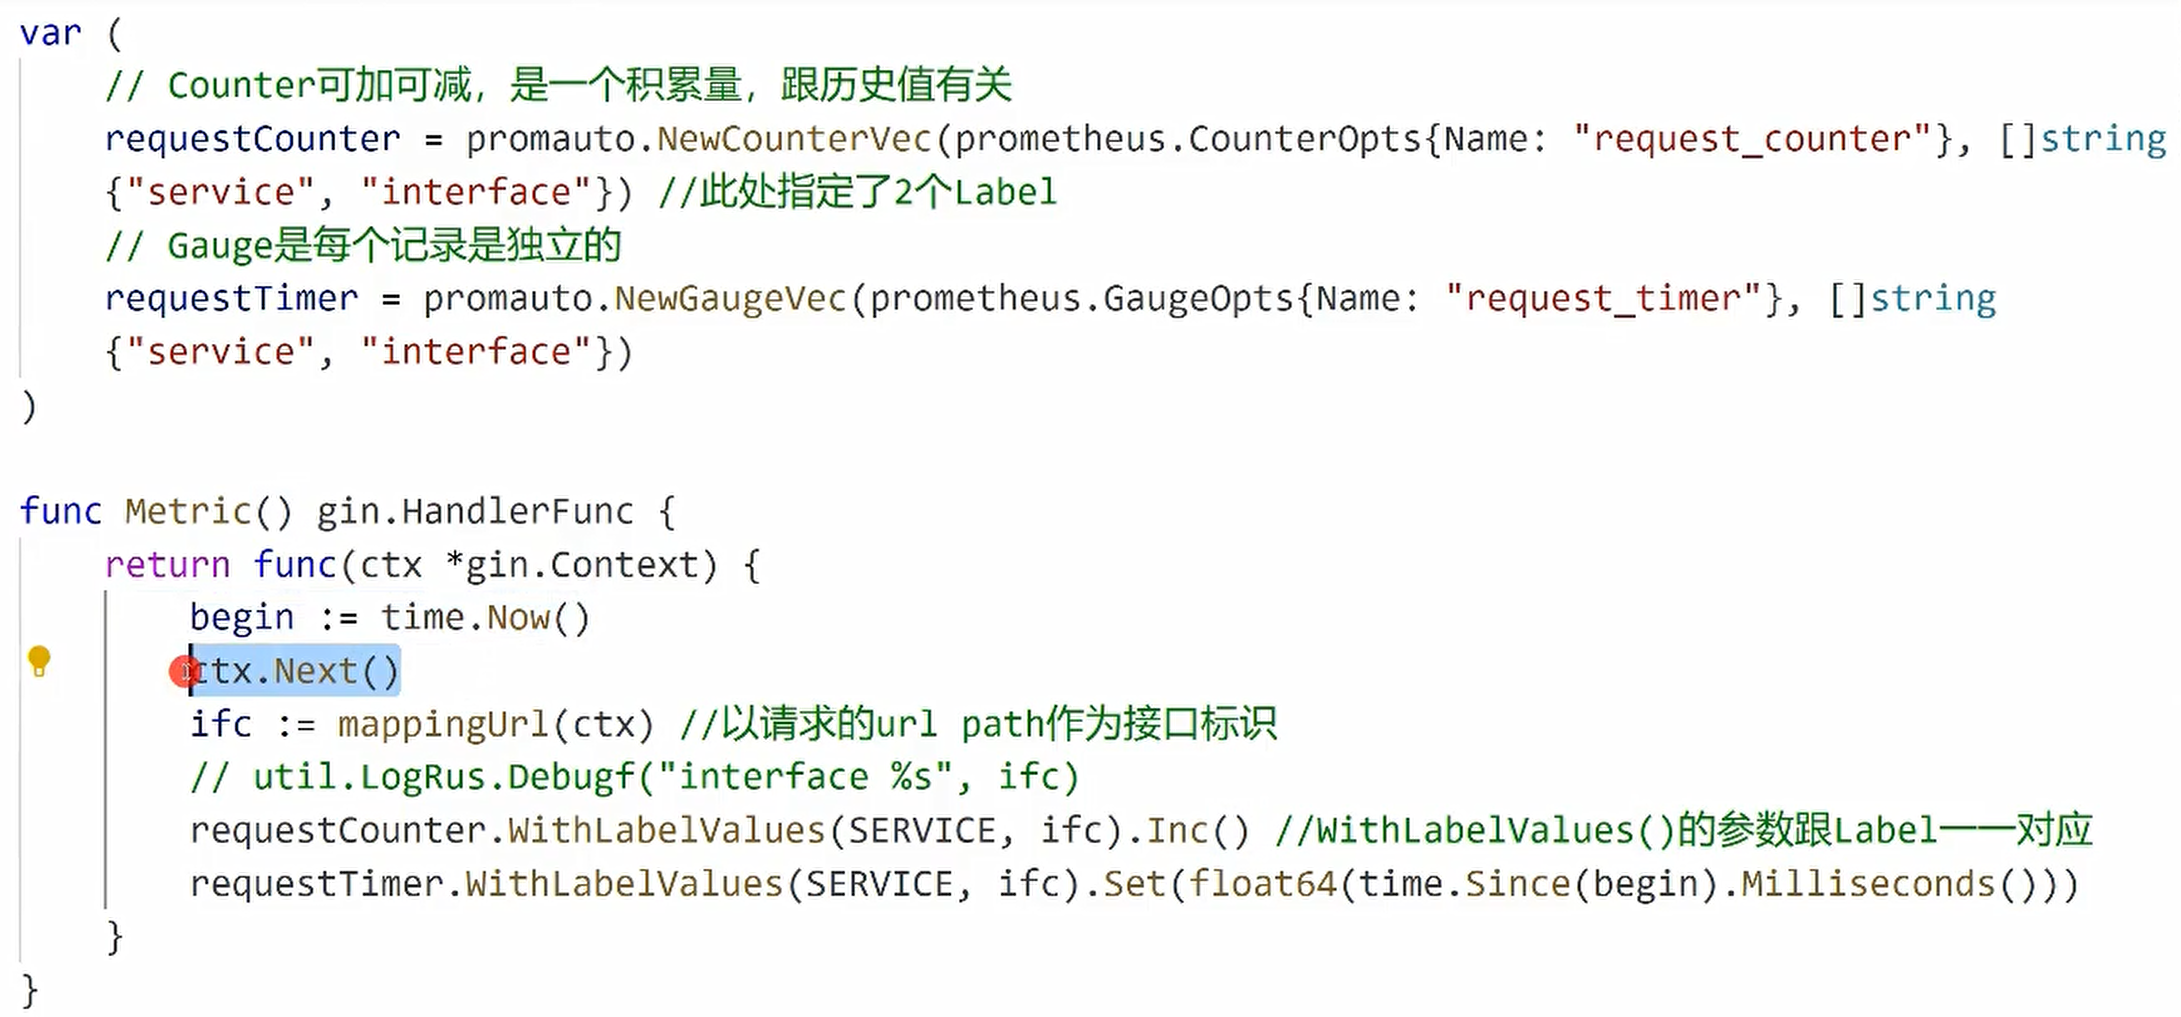 var (
    // Counter可加可减，是一个积累量，跟历史值有关
    requestCounter = promauto.NewCounterVec(prometheus.CounterOpts{Name: "request_counter"}, []string
    {"service", "interface"}) //此处指定了2个Label
    // Gauge是每个记录是独立的
    requestTimer = promauto.NewGaugeVec(prometheus.GaugeOpts{Name: "request_timer"}, []string
    {"service", "interface"})
)
func Metric() gin.HandlerFunc {
    return func(ctx *gin.Context) {
        begin := time.Now()
        ctx.Next()
        ifc := mappingUrl(ctx) //以请求的url path作为接口标识
        // util.LogRus.Debugf("interface %s", ifc)
        requestCounter.WithLabelValues(SERVICE, ifc).Inc() //WithLabelValues()的参数跟Label一一对应
        requestTimer.WithLabelValues(SERVICE, ifc).Set(float64(time.Since(begin).Milliseconds()))
    }
}